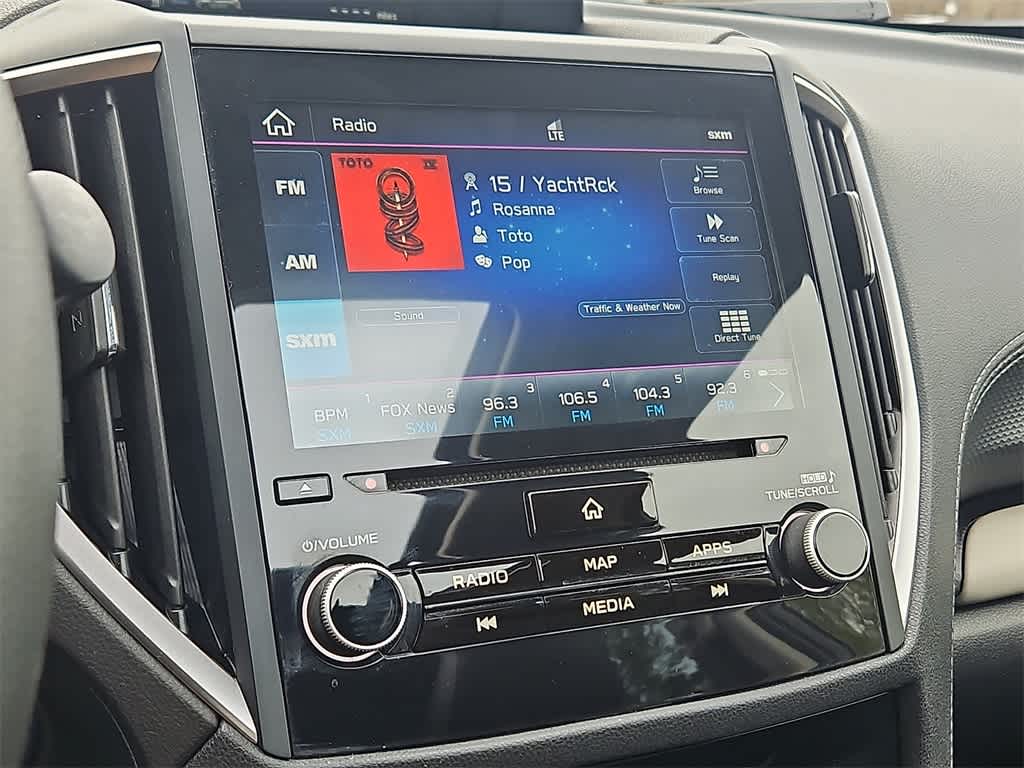 miles
Radio
LTE
sxm
FM
TOTO IV
15 / YachtRck
Rosanna
Toto
Pop
Browse
Tune Scan
AM
Replay
Traffic & Weather Now
Sound
sxm
Direct Tune
1 2 3 4 5 6
BPM FOX News 96.3 106.5 104.3 92.3
SXM SXM FM FM FM FM
HOLD
TUNE/SCROLL
VOLUME
RADIO MAP APPS
MEDIA
N